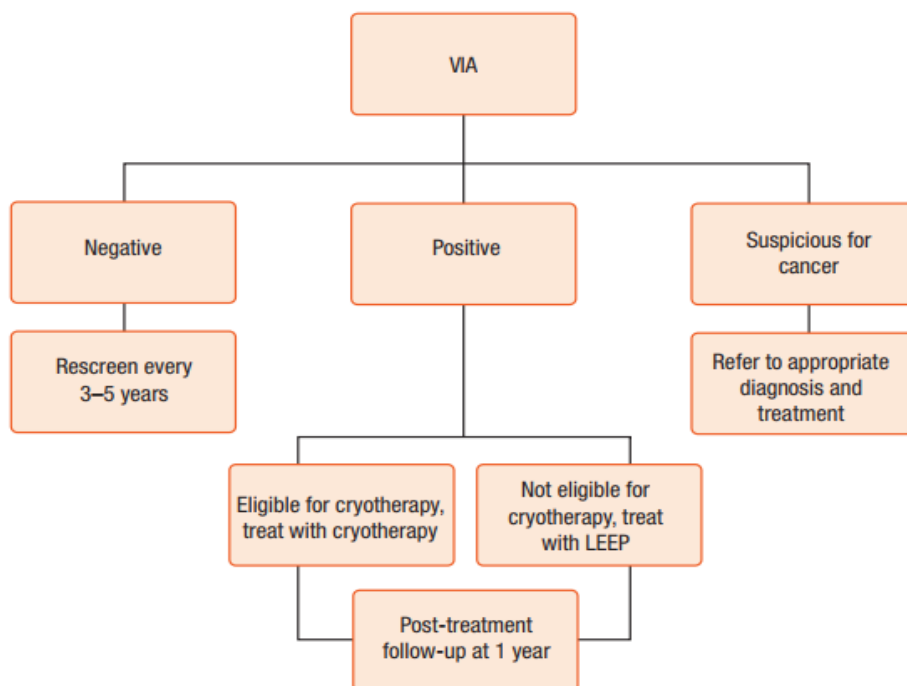 VIA
Negative
Positive
Suspicious for
cancer
Rescreen every
3–5 years
Refer to appropriate
diagnosis and
treatment
Eligible for cryotherapy,
treat with cryotherapy
Not eligible for
cryotherapy, treat
with LEEP
Post-treatment
follow-up at 1 year